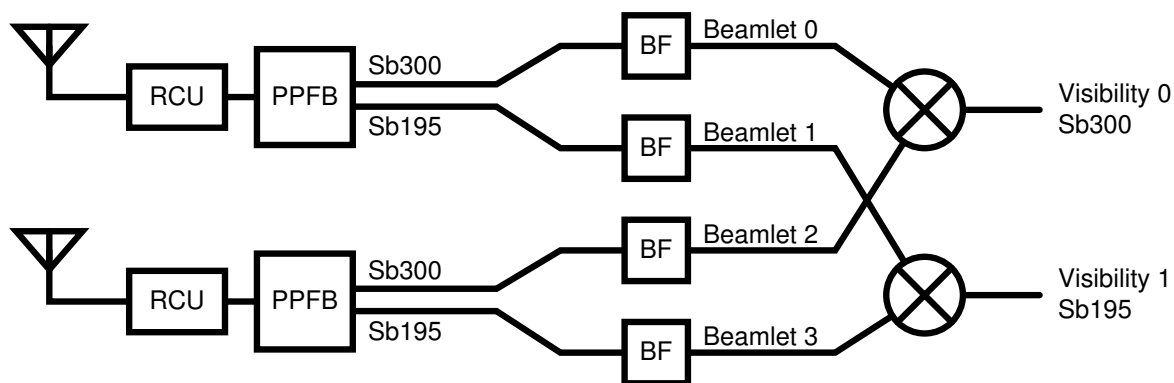 Beamlet 0
BF
Sb300
Visibility 0
Sb300
RCU
PPFB
Sb195
Beamlet 1
BF
Beamlet 2
BF
Sb300
Visibility 1
Sb195
RCU
PPFB
Sb195
Beamlet 3
BF